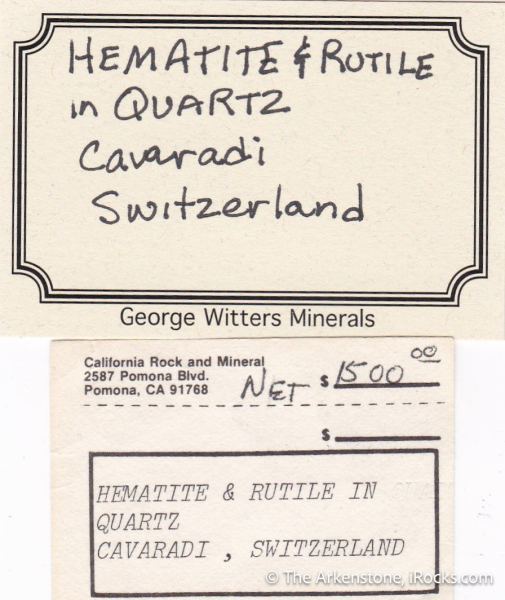 HEMATITE & RUTILE
in QUARTZ
Cavaradi
Switzerland
George Witters Minerals
California Rock and Mineral
2587 Pomona Blvd.
Pomona, CA 91768
NET $ 1500 00
$
HEMATITE & RUTILE IN
QUARTZ
CAVARADI , SWITZERLAND
© The Arkenstone, iRocks.com